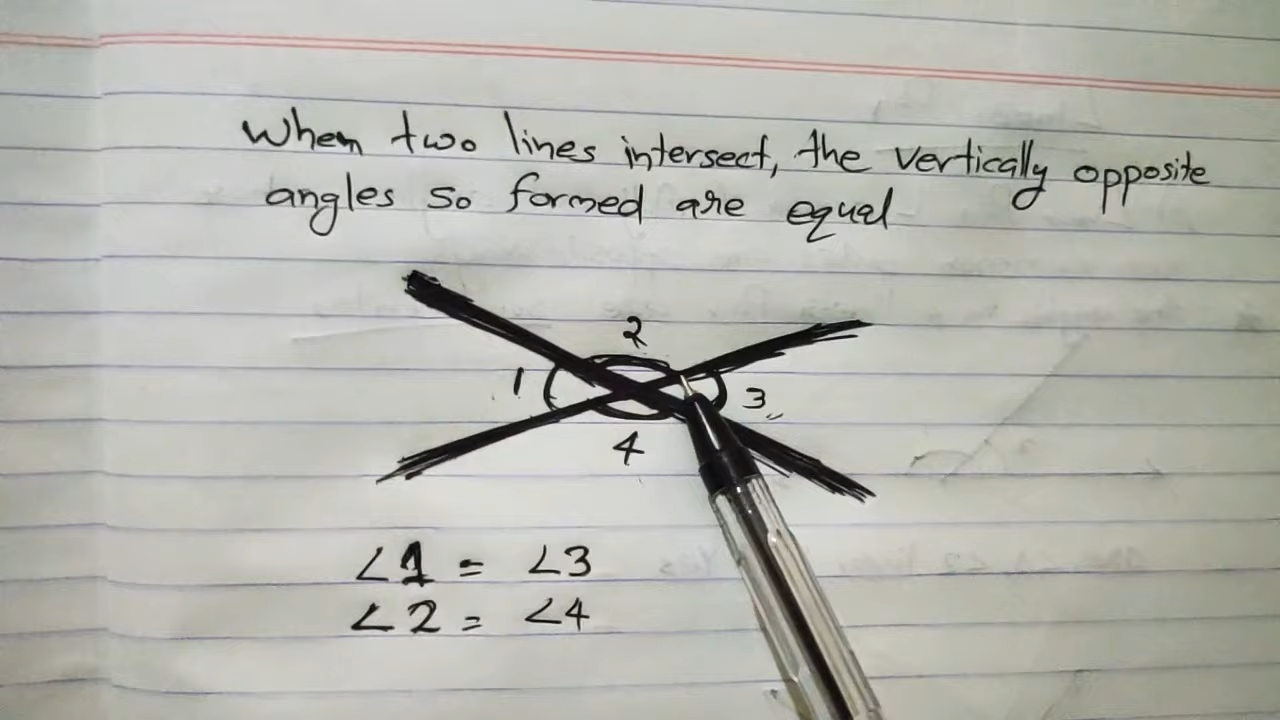 When two lines intersect, the vertically opposite
angles so formed are equal
2
1
3
4
∠1 = ∠3
∠2 = ∠4